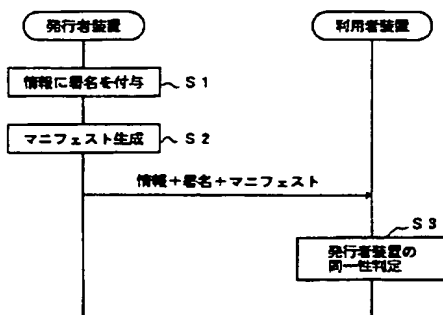 発行者装置
利用者装置
情報に署名を付与
S1
マニフェスト生成
S2
情報＋署名＋マニフェスト
S3
発行者装置の
同一性判定